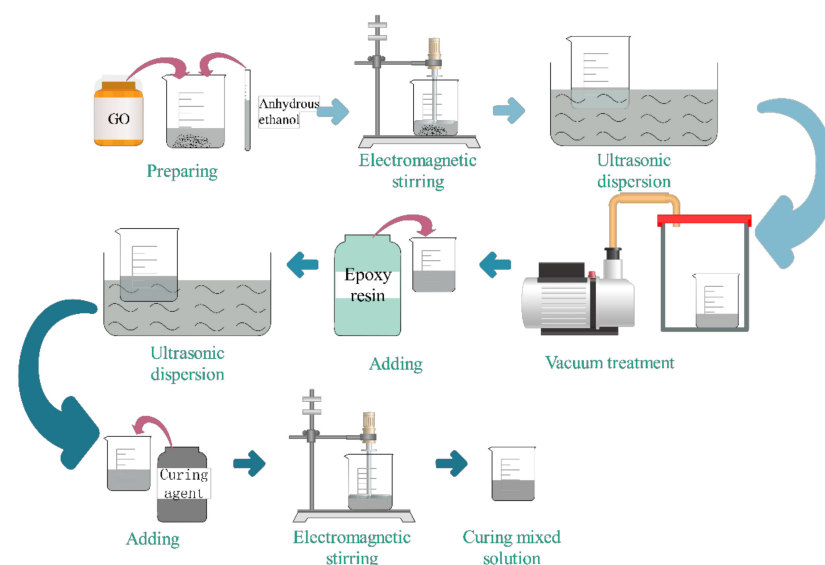 GO
Anhydrous
ethanol
Preparing
Electromagnetic
stirring
Ultrasonic
dispersion
Epoxy
resin
Ultrasonic
dispersion
Adding
Vacuum treatment
Curing
agent
Adding
Electromagnetic
stirring
Curing mixed
solution